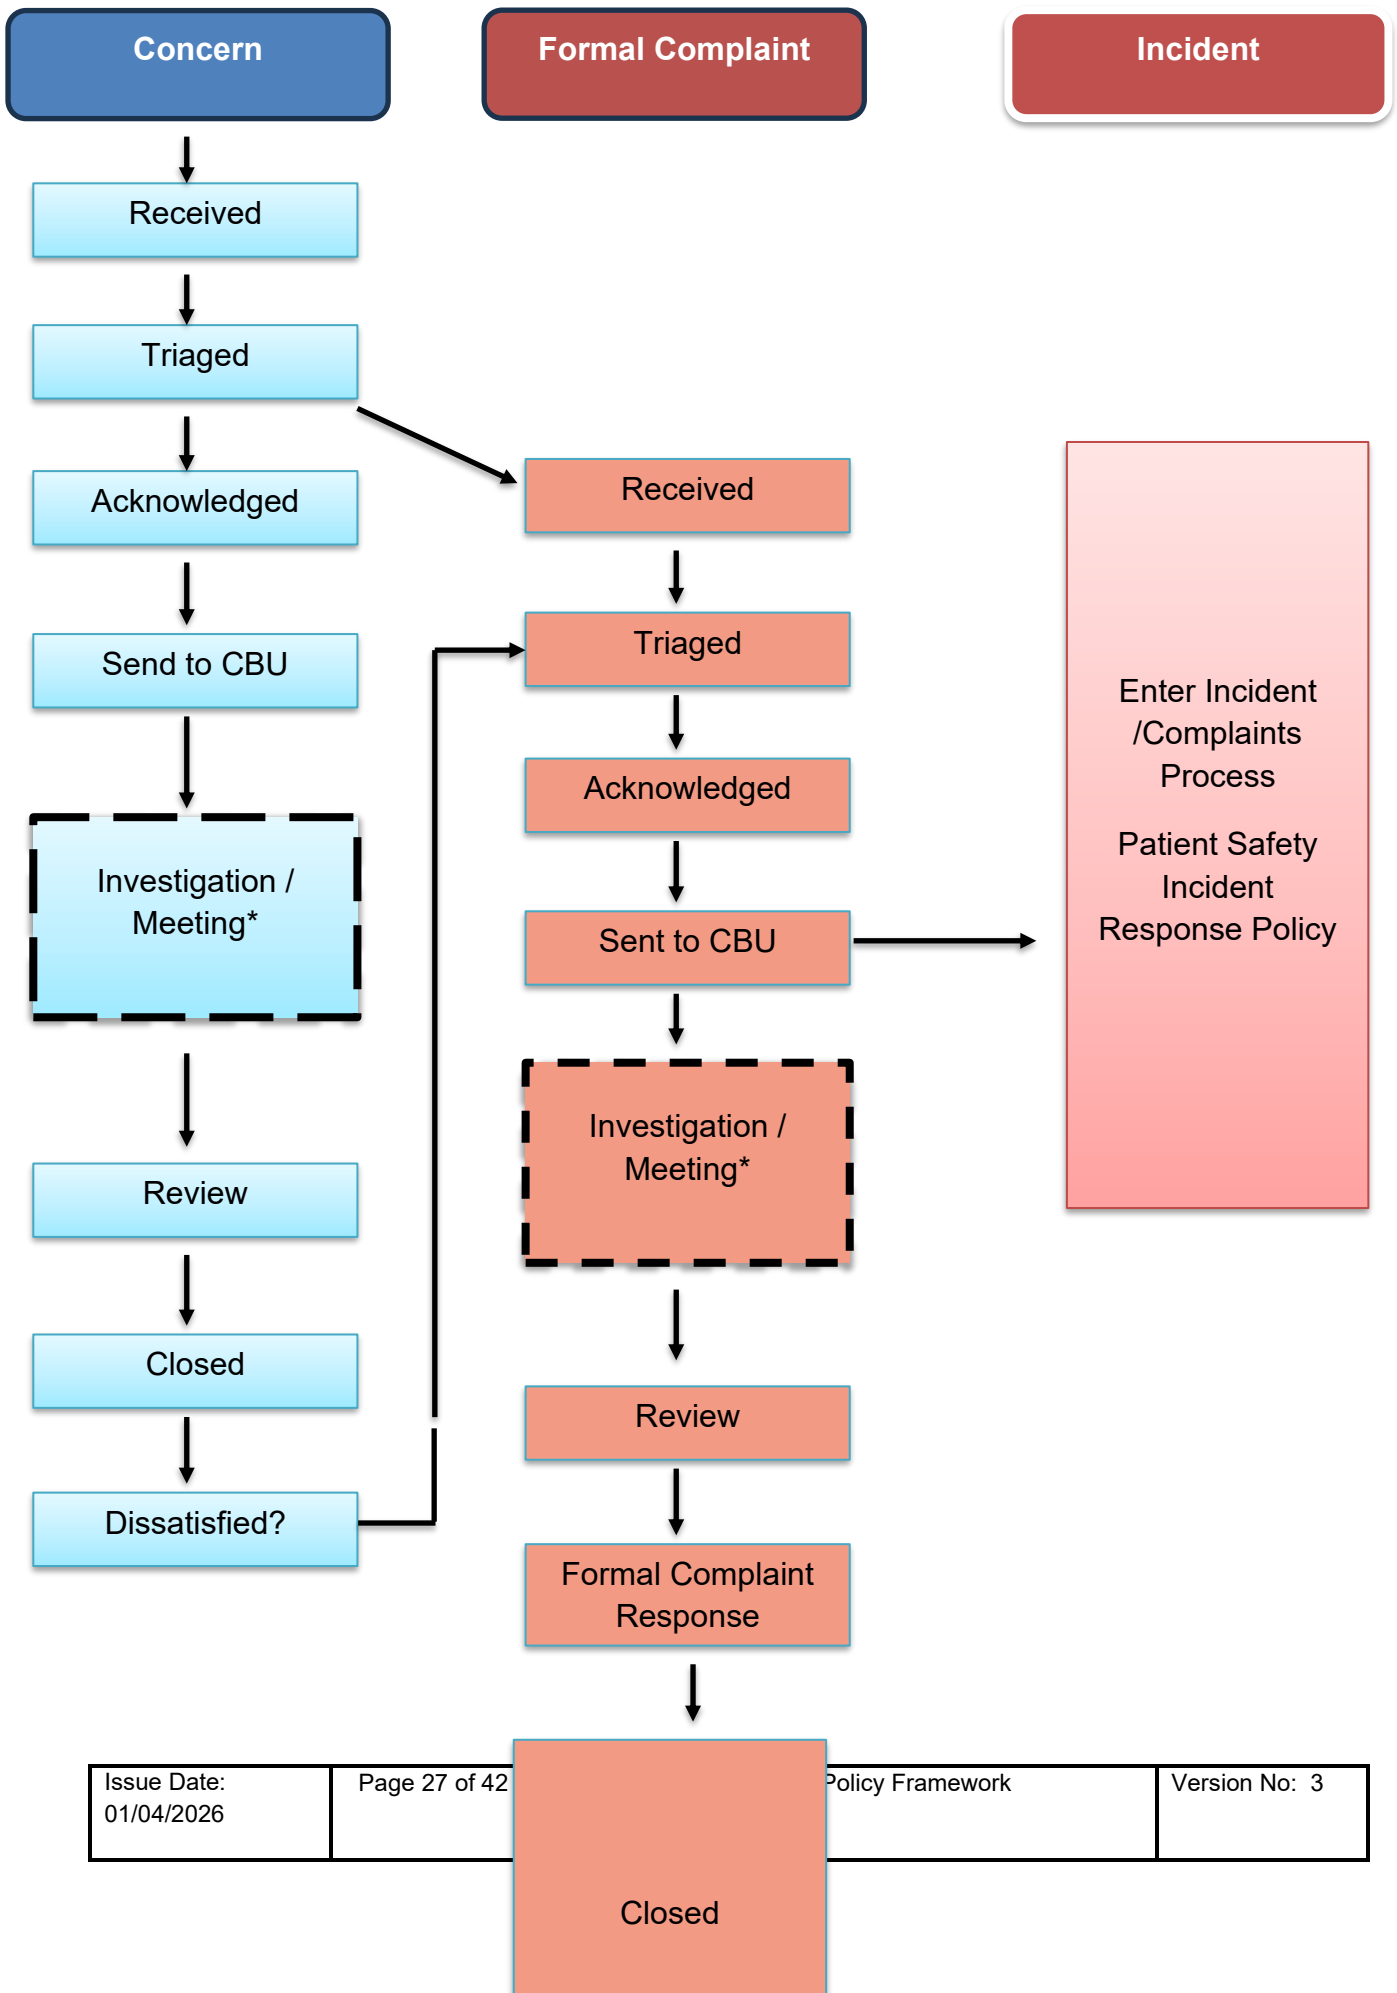 Concern
Formal Complaint
Incident
Received
Triaged
Acknowledged
Send to CBU
Investigation /
Meeting*
Review
Closed
Dissatisfied?
Received
Triaged
Acknowledged
Sent to CBU
Investigation /
Meeting*
Review
Formal Complaint
Response
Closed
Enter Incident
/Complaints
Process
Patient Safety
Incident
Response Policy
Issue Date:
01/04/2026
Page 27 of 42
Policy Framework
Version No: 3